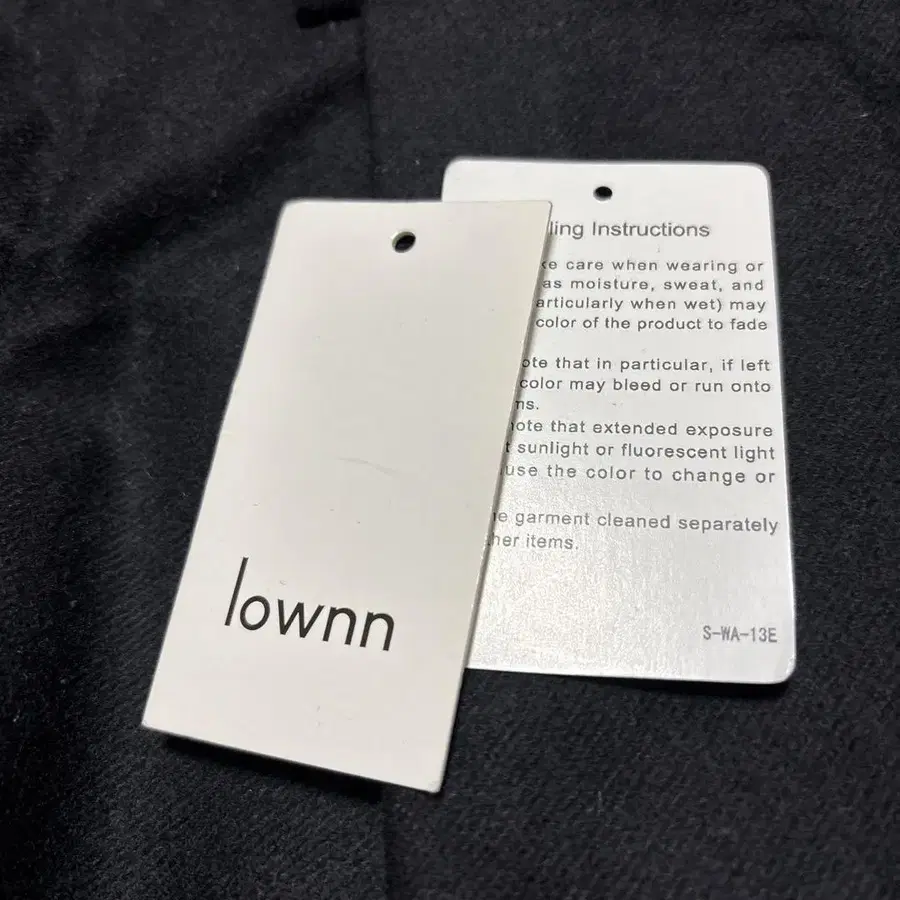 lownn
ling Instructions
ke care when wearing or
as moisture, sweat, and
articularly when wet) may
color of the product to fade
ote that in particular, if left
color may bleed or run onto
ns.
ote that extended exposure
t sunlight or fluorescent light
use the color to change or
e garment cleaned separately
her items.
S-WA-13E